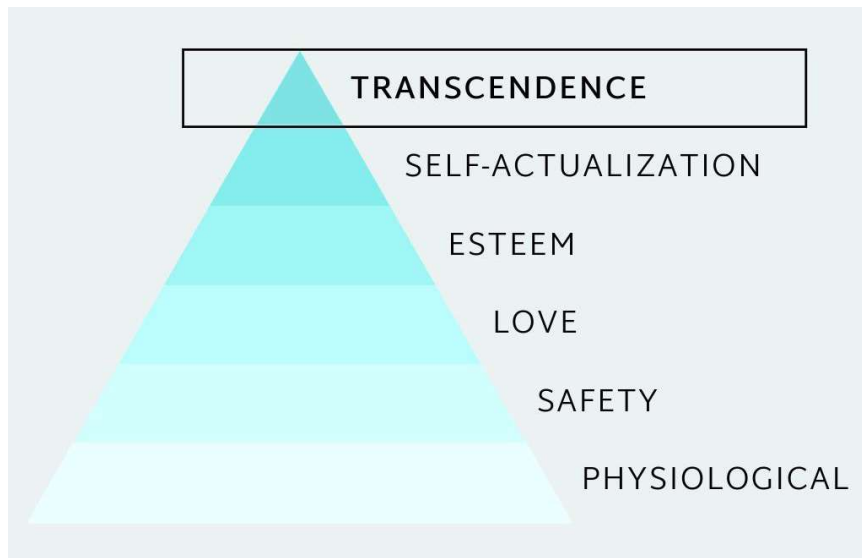 TRANSCENDENCE
SELF-ACTUALIZATION
ESTEEM
LOVE
SAFETY
PHYSIOLOGICAL